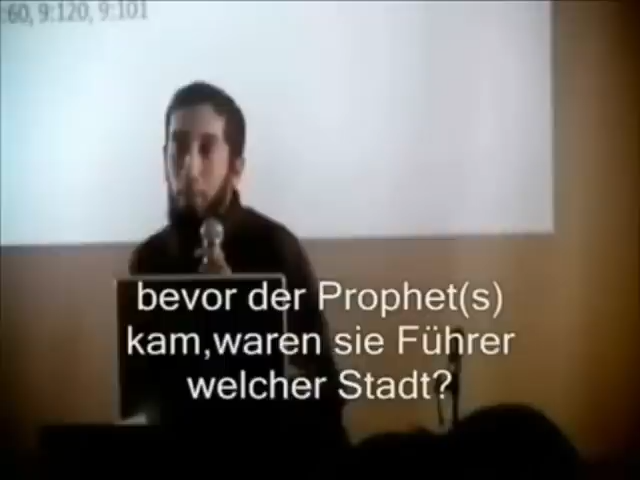 :60, 9:120, 9:101
bevor der Prophet(s)
kam,waren sie Führer
welcher Stadt?